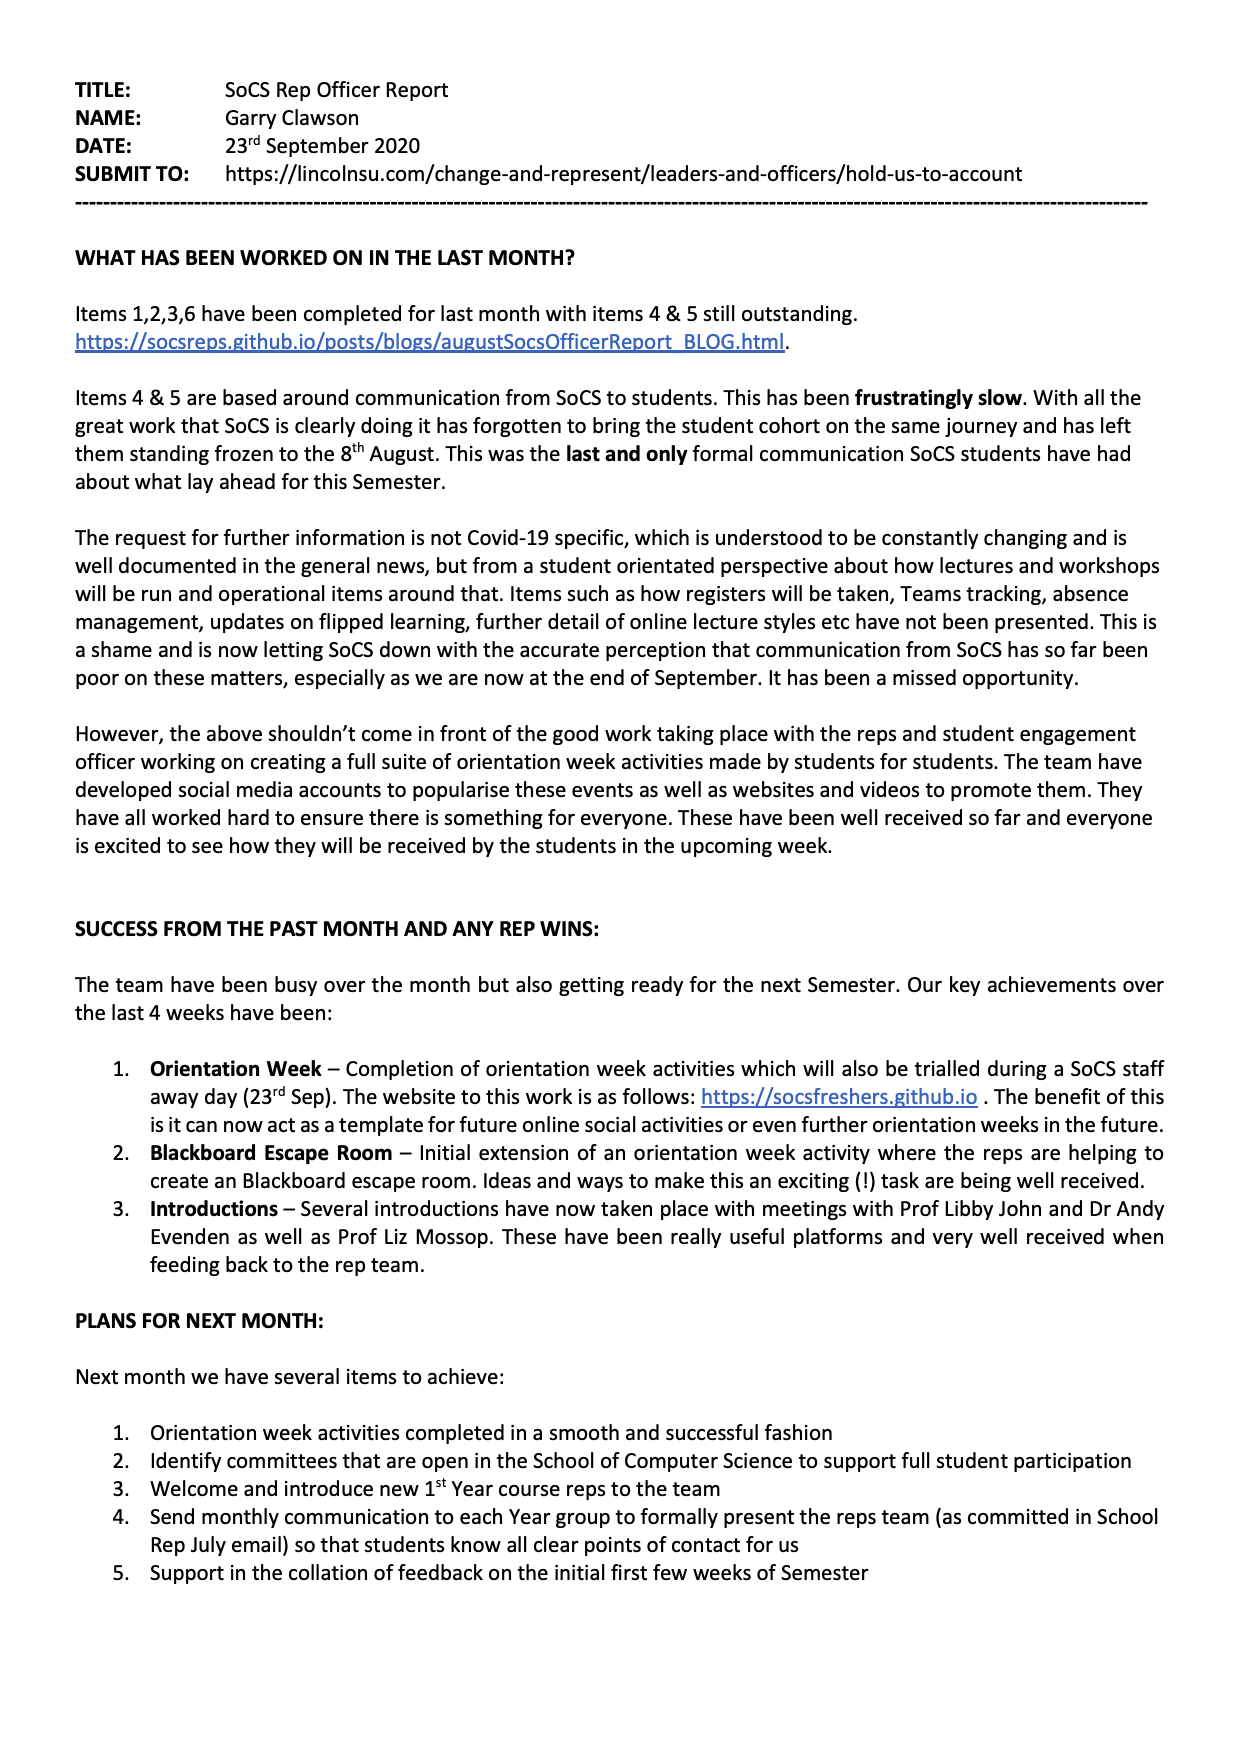 TITLE: SoCS Rep Officer Report
NAME: Garry Clawson
DATE: 23rd September 2020
SUBMIT TO: https://lincolnsu.com/change-and-represent/leaders-and-officers/hold-us-to-account
---------------------------------------------------------------------------------------------------------------------------------------------------------
WHAT HAS BEEN WORKED ON IN THE LAST MONTH?
Items 1,2,3,6 have been completed for last month with items 4 & 5 still outstanding.
https://socsreps.github.io/posts/blogs/augustSocsOfficerReport_BLOG.html.
Items 4 & 5 are based around communication from SoCS to students. This has been frustratingly slow. With all the
great work that SoCS is clearly doing it has forgotten to bring the student cohort on the same journey and has left
them standing frozen to the 8th August. This was the last and only formal communication SoCS students have had
about what lay ahead for this Semester.
The request for further information is not Covid-19 specific, which is understood to be constantly changing and is
well documented in the general news, but from a student orientated perspective about how lectures and workshops
will be run and operational items around that. Items such as how registers will be taken, Teams tracking, absence
management, updates on flipped learning, further detail of online lecture styles etc have not been presented. This is
a shame and is now letting SoCS down with the accurate perception that communication from SoCS has so far been
poor on these matters, especially as we are now at the end of September. It has been a missed opportunity.
However, the above shouldn’t come in front of the good work taking place with the reps and student engagement
officer working on creating a full suite of orientation week activities made by students for students. The team have
developed social media accounts to popularise these events as well as websites and videos to promote them. They
have all worked hard to ensure there is something for everyone. These have been well received so far and everyone
is excited to see how they will be received by the students in the upcoming week.
SUCCESS FROM THE PAST MONTH AND ANY REP WINS:
The team have been busy over the month but also getting ready for the next Semester. Our key achievements over
the last 4 weeks have been:
1. Orientation Week – Completion of orientation week activities which will also be trialled during a SoCS staff
away day (23rd Sep). The website to this work is as follows: https://socsfreshers.github.io . The benefit of this
is it can now act as a template for future online social activities or even further orientation weeks in the future.
2. Blackboard Escape Room – Initial extension of an orientation week activity where the reps are helping to
create an Blackboard escape room. Ideas and ways to make this an exciting (!) task are being well received.
3. Introductions – Several introductions have now taken place with meetings with Prof Libby John and Dr Andy
Evenden as well as Prof Liz Mossop. These have been really useful platforms and very well received when
feeding back to the rep team.
PLANS FOR NEXT MONTH:
Next month we have several items to achieve:
1. Orientation week activities completed in a smooth and successful fashion
2. Identify committees that are open in the School of Computer Science to support full student participation
3. Welcome and introduce new 1st Year course reps to the team
4. Send monthly communication to each Year group to formally present the reps team (as committed in School
Rep July email) so that students know all clear points of contact for us
5. Support in the collation of feedback on the initial first few weeks of Semester